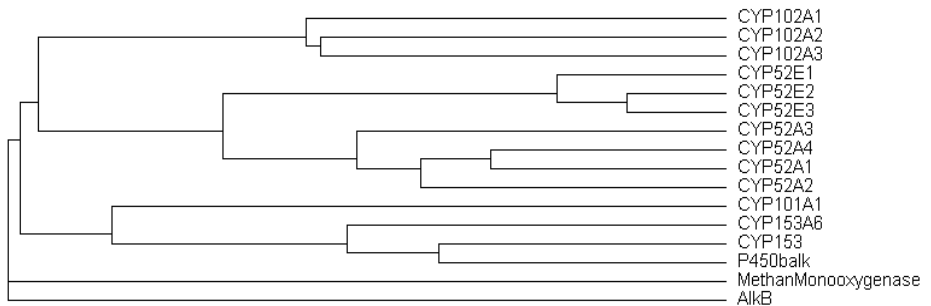 CYP102A1
CYP102A2
CYP102A3
CYP52E1
CYP52E2
CYP52E3
CYP52A3
CYP52A4
CYP52A1
CYP52A2
CYP101A1
CYP153A6
CYP153
P450balk
MethanMonooxygenase
AlkB